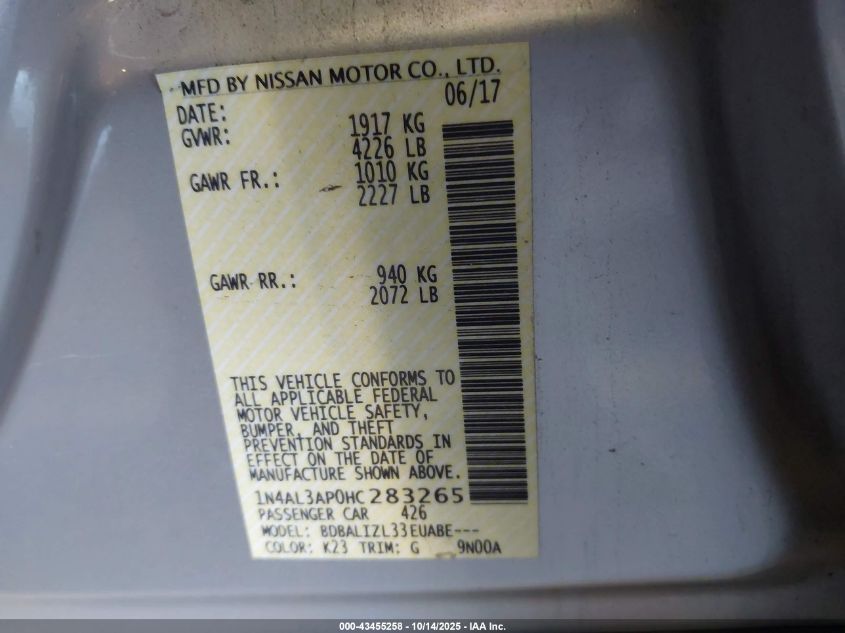 MFD BY NISSAN MOTOR CO., LTD.
DATE: 06/17
GVWR: 1917 KG
4226 LB
GAWR FR.: 1010 KG
2227 LB
GAWR RR.: 940 KG
2072 LB
THIS VEHICLE CONFORMS TO
ALL APPLICABLE FEDERAL
MOTOR VEHICLE SAFETY,
BUMPER, AND THEFT
PREVENTION STANDARDS IN
EFFECT ON THE DATE OF
MANUFACTURE SHOWN ABOVE.
1N4AL3AP0HC283265
PASSENGER CAR 426
MODEL: BDBALIZL33EUABE---
COLOR: K23 TRIM: G 9N00A
000-43455258 - 10/14/2025 - IAA Inc.